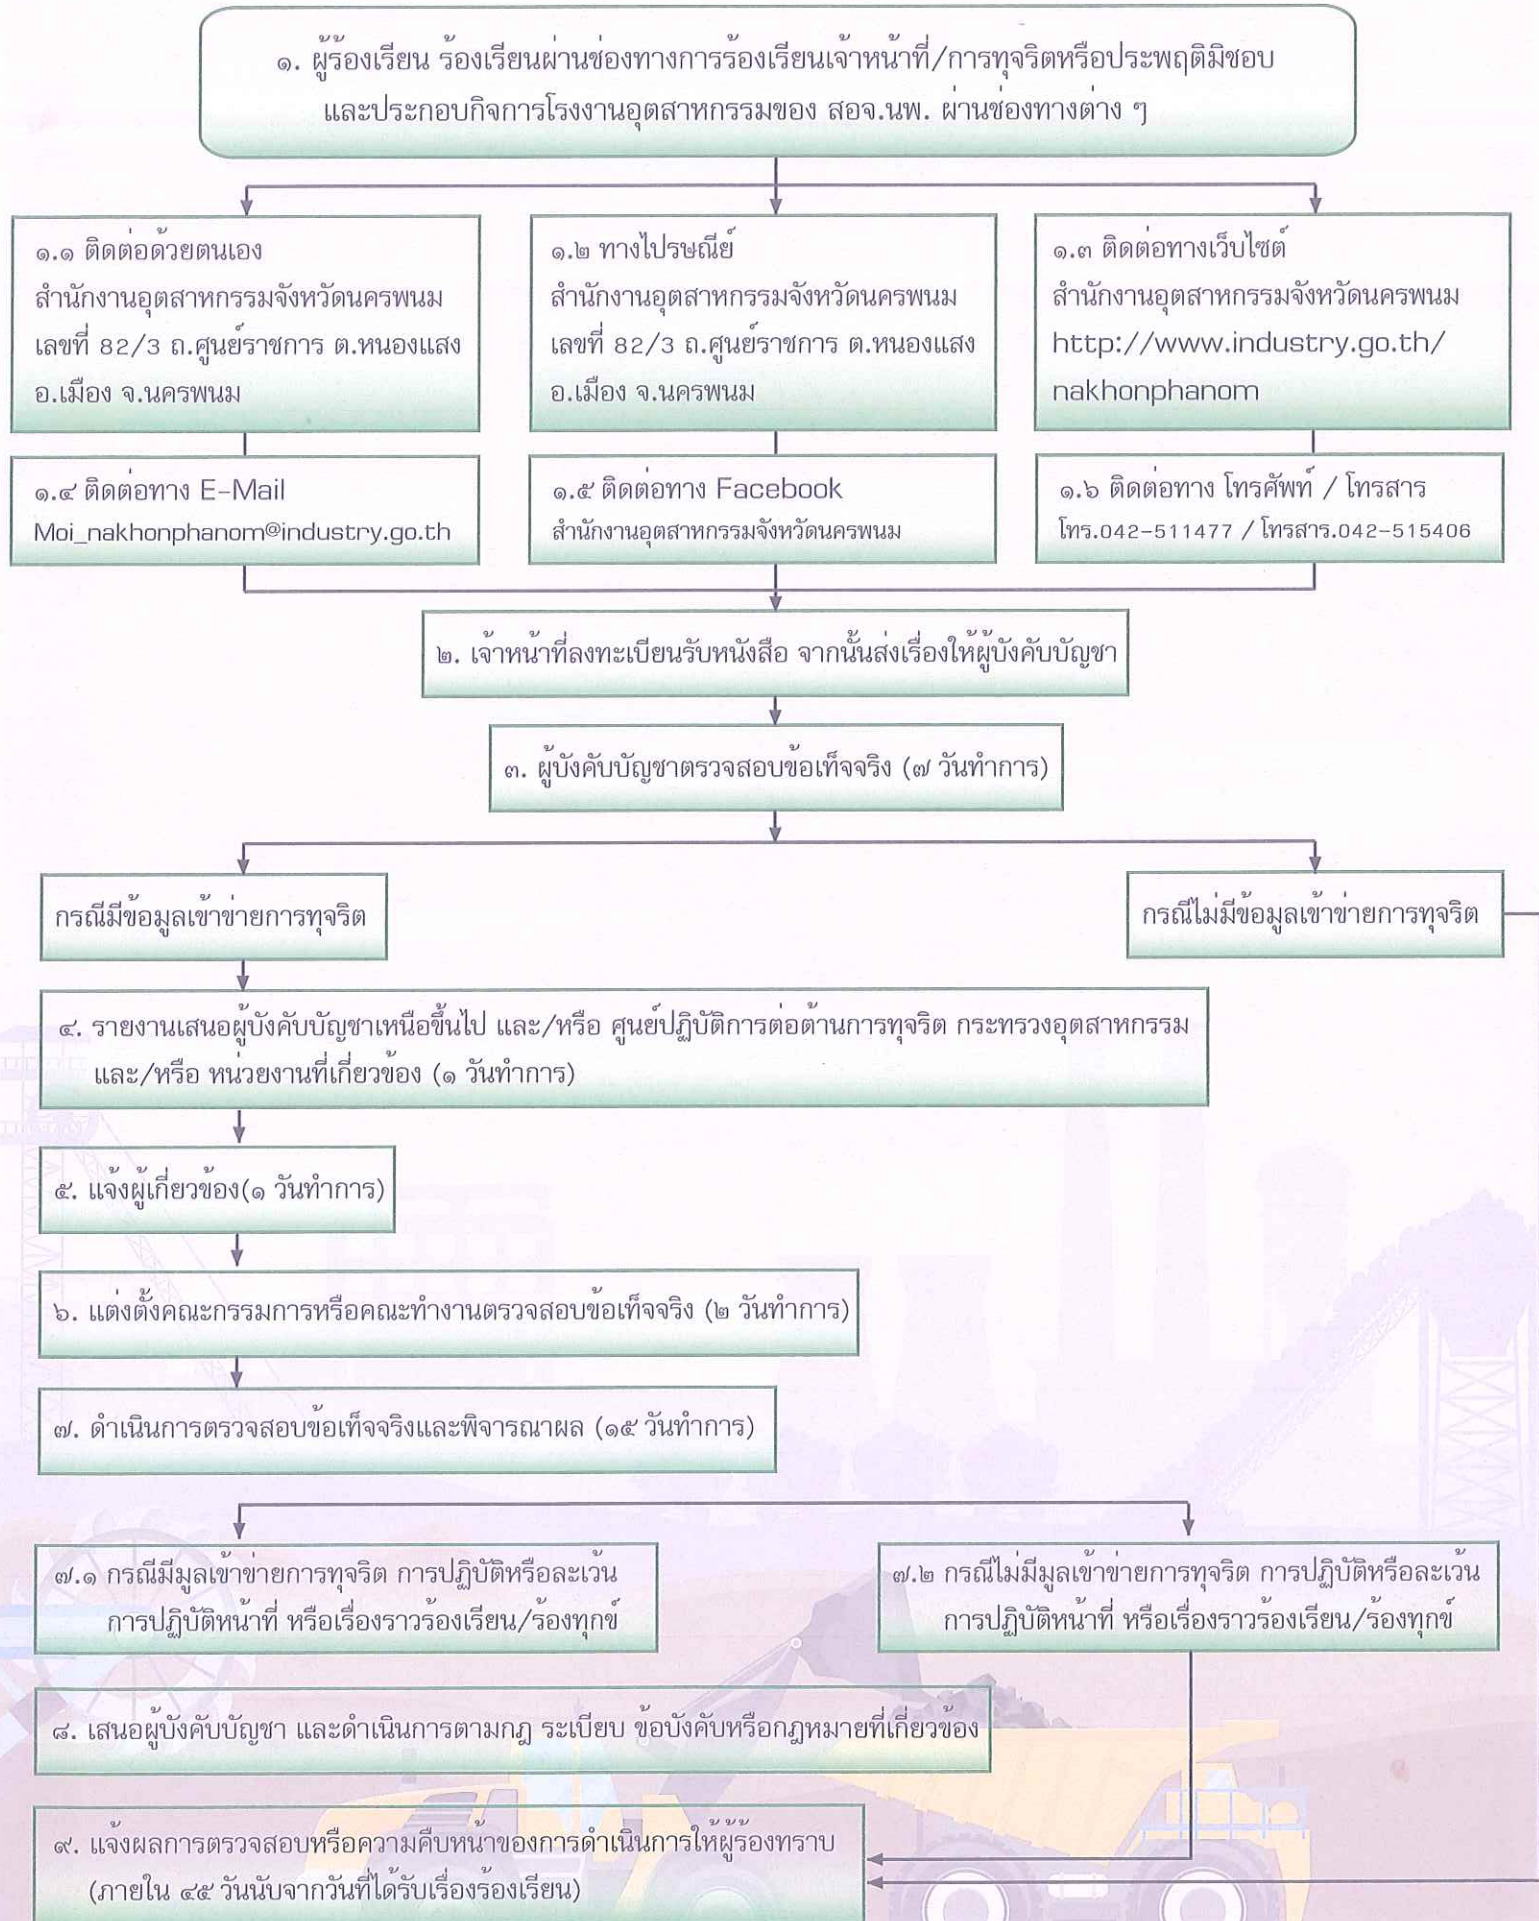 ๑. ผู้ร้องเรียน ร้องเรียนผ่านช่องทางการร้องเรียนเจ้าหน้าที่/การทุจริตหรือประพฤติมิชอบ
และประกอบกิจการโรงงานอุตสาหกรรมของ สอจ.นพ. ผ่านช่องทางต่าง ๆ
๑.๑ ติดต่อด้วยตนเอง
สำนักงานอุตสาหกรรมจังหวัดนครพนม
เลขที่ 82/3 ถ.ศูนย์ราชการ ต.หนองแสง
อ.เมือง จ.นครพนม
๑.๒ ทางไปรษณีย์
สำนักงานอุตสาหกรรมจังหวัดนครพนม
เลขที่ 82/3 ถ.ศูนย์ราชการ ต.หนองแสง
อ.เมือง จ.นครพนม
๑.๓ ติดต่อทางเว็บไซต์
สำนักงานอุตสาหกรรมจังหวัดนครพนม
http://www.industry.go.th/
nakhonphanom
๑.๔ ติดต่อทาง E-Mail
Moi_nakhonphanom@industry.go.th
๑.๕ ติดต่อทาง Facebook
สำนักงานอุตสาหกรรมจังหวัดนครพนม
๑.๖ ติดต่อทาง โทรศัพท์ / โทรสาร
โทร.042-511477 / โทรสาร.042-515406
๒. เจ้าหน้าที่ลงทะเบียนรับหนังสือ จากนั้นส่งเรื่องให้ผู้บังคับบัญชา
๓. ผู้บังคับบัญชาตรวจสอบข้อเท็จจริง (๗ วันทำการ)
กรณีมีข้อมูลเข้าข่ายการทุจริต
กรณีไม่มีข้อมูลเข้าข่ายการทุจริต
๔. รายงานเสนอผู้บังคับบัญชาเหนือขึ้นไป และ/หรือ ศูนย์ปฏิบัติการต่อต้านการทุจริต กระทรวงอุตสาหกรรม
และ/หรือ หน่วยงานที่เกี่ยวข้อง (๑ วันทำการ)
๕. แจ้งผู้เกี่ยวข้อง(๑ วันทำการ)
๖. แต่งตั้งคณะกรรมการหรือคณะทำงานตรวจสอบข้อเท็จจริง (๒ วันทำการ)
๗. ดำเนินการตรวจสอบข้อเท็จจริงและพิจารณาผล (๑๕ วันทำการ)
๗.๑ กรณีมีมูลเข้าข่ายการทุจริต การปฏิบัติหรือละเว้น
การปฏิบัติหน้าที่ หรือเรื่องราวร้องเรียน/ร้องทุกข์
๗.๒ กรณีไม่มีมูลเข้าข่ายการทุจริต การปฏิบัติหรือละเว้น
การปฏิบัติหน้าที่ หรือเรื่องราวร้องเรียน/ร้องทุกข์
๘. เสนอผู้บังคับบัญชา และดำเนินการตามกฎ ระเบียบ ข้อบังคับหรือกฎหมายที่เกี่ยวข้อง
๙. แจ้งผลการตรวจสอบหรือความคืบหน้าของการดำเนินการให้ผู้ร้องทราบ
(ภายใน ๔๕ วันนับจากวันที่ได้รับเรื่องร้องเรียน)